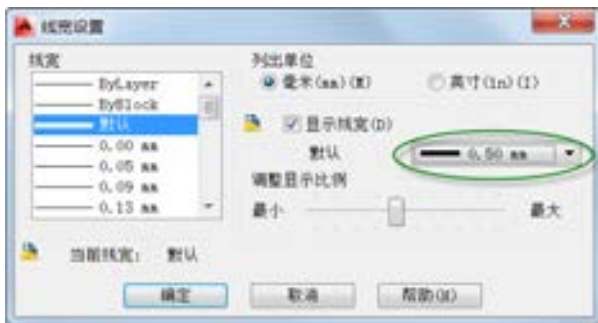 线宽设置
线宽
ByLayer
ByBlock
默认
0.00 mm
0.05 mm
0.09 mm
0.13 mm
列出单位
毫米(mm)(M)
英寸(in)(I)
显示线宽(D)
默认
0.50 mm
调整显示比例
最小
最大
当前线宽: 默认
确定
取消
帮助(H)